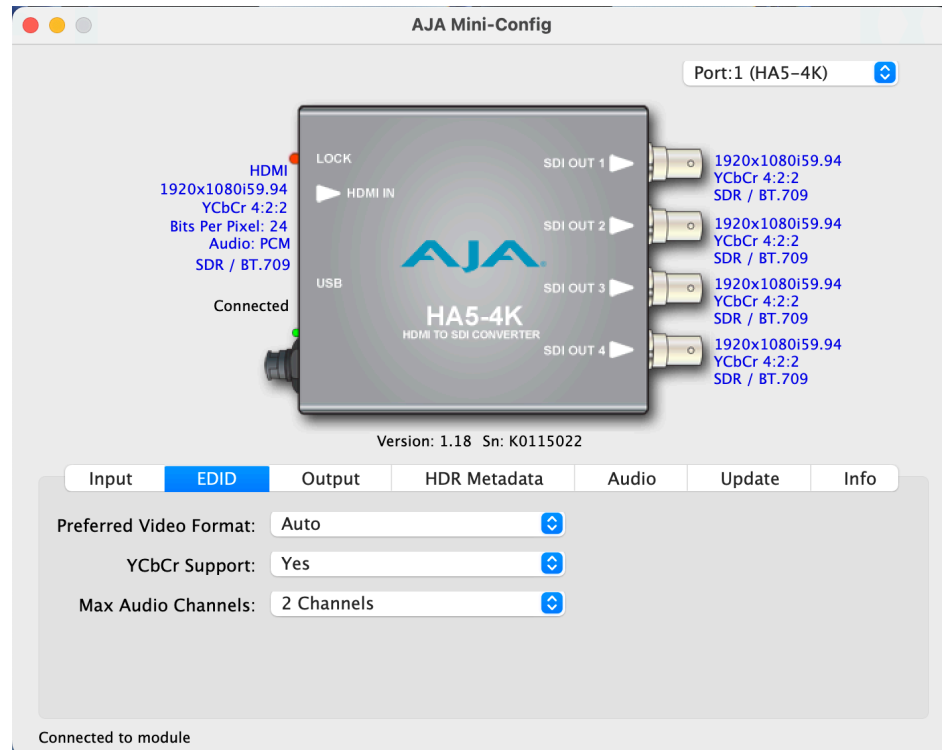 AJA Mini-Config
Port:1 (HA5-4K)
LOCK
HDMI IN
USB
HDMI
1920x1080i59.94
YCbCr 4:2:2
Bits Per Pixel: 24
Audio: PCM
SDR / BT.709
Connected
AJA
HA5-4K
HDMI TO SDI CONVERTER
SDI OUT 1
SDI OUT 2
SDI OUT 3
SDI OUT 4
1920x1080i59.94
YCbCr 4:2:2
SDR / BT.709
1920x1080i59.94
YCbCr 4:2:2
SDR / BT.709
1920x1080i59.94
YCbCr 4:2:2
SDR / BT.709
1920x1080i59.94
YCbCr 4:2:2
SDR / BT.709
Version: 1.18 Sn: K0115022
Input EDID Output HDR Metadata Audio Update Info
Preferred Video Format: Auto
YCbCr Support: Yes
Max Audio Channels: 2 Channels
Connected to module